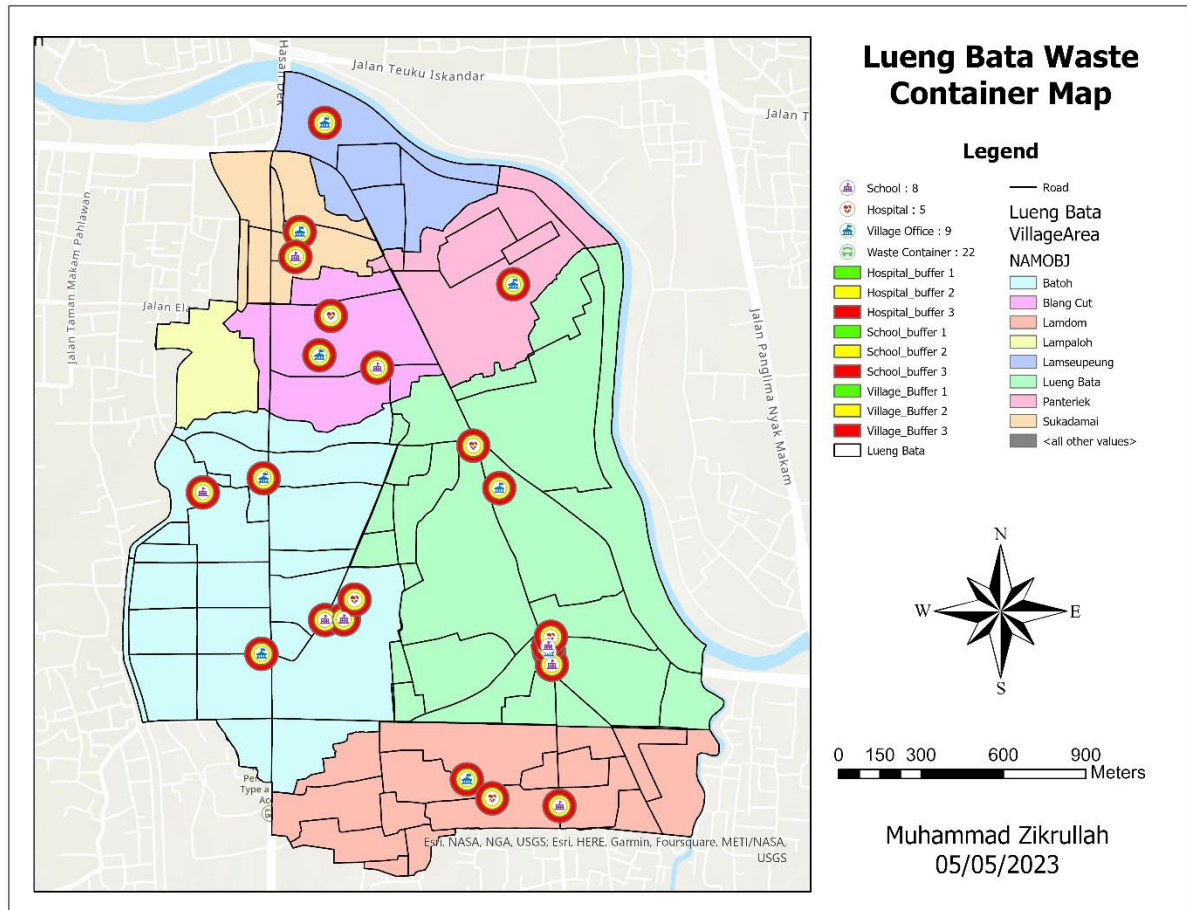 Lueng Bata Waste
Container Map
Legend
School : 8
Hospital : 5
Village Office : 9
Waste Container : 22
Hospital_buffer 1
Hospital_buffer 2
Hospital_buffer 3
School_buffer 1
School_buffer 2
School_buffer 3
Village_Buffer 1
Village_Buffer 2
Village_Buffer 3
Lueng Bata
Road
Lueng Bata
VillageArea
NAMOBJ
Batoh
Blang Cut
Lamdom
Lampaloh
Lamseupeung
Lueng Bata
Panteriek
Sukadamai
<all other values>
N
W
E
S
0 150 300 600 900
Meters
Muhammad Zikrullah
05/05/2023
Jalan Teuku Iskandar
Jalan T
Hasan Dek
Jalan Taman Makam Pahlawan
Jalan Ela
Jalan Panglima Nyak Makam
Type a
Esri, NASA, NGA, USGS; Esri, HERE, Garmin, Foursquare, METI/NASA,
USGS